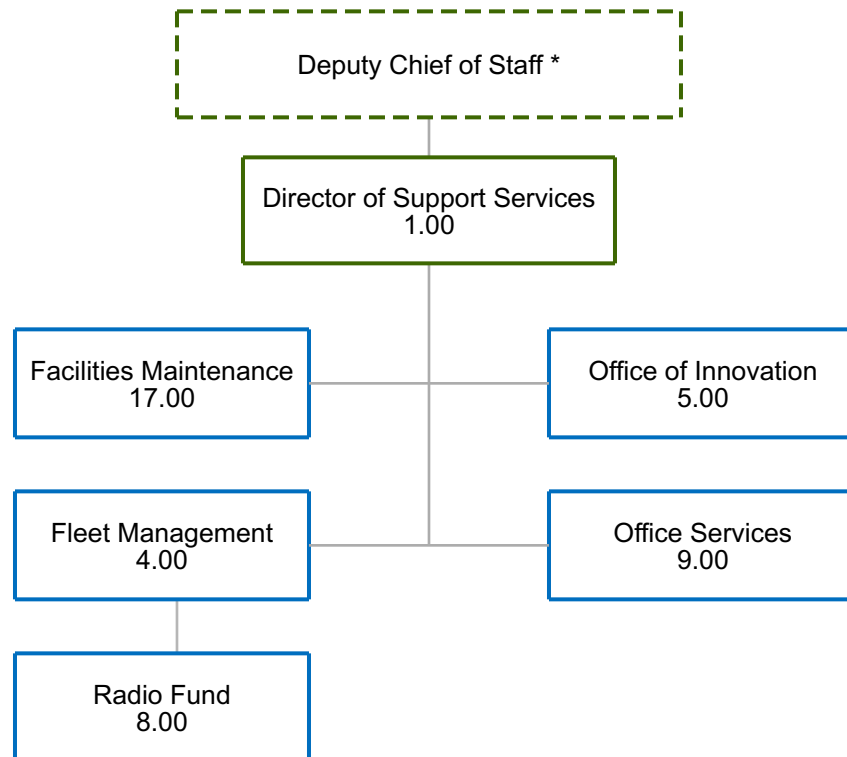 Deputy Chief of Staff *
Director of Support Services
1.00
Facilities Maintenance
17.00
Office of Innovation
5.00
Fleet Management
4.00
Office Services
9.00
Radio Fund
8.00